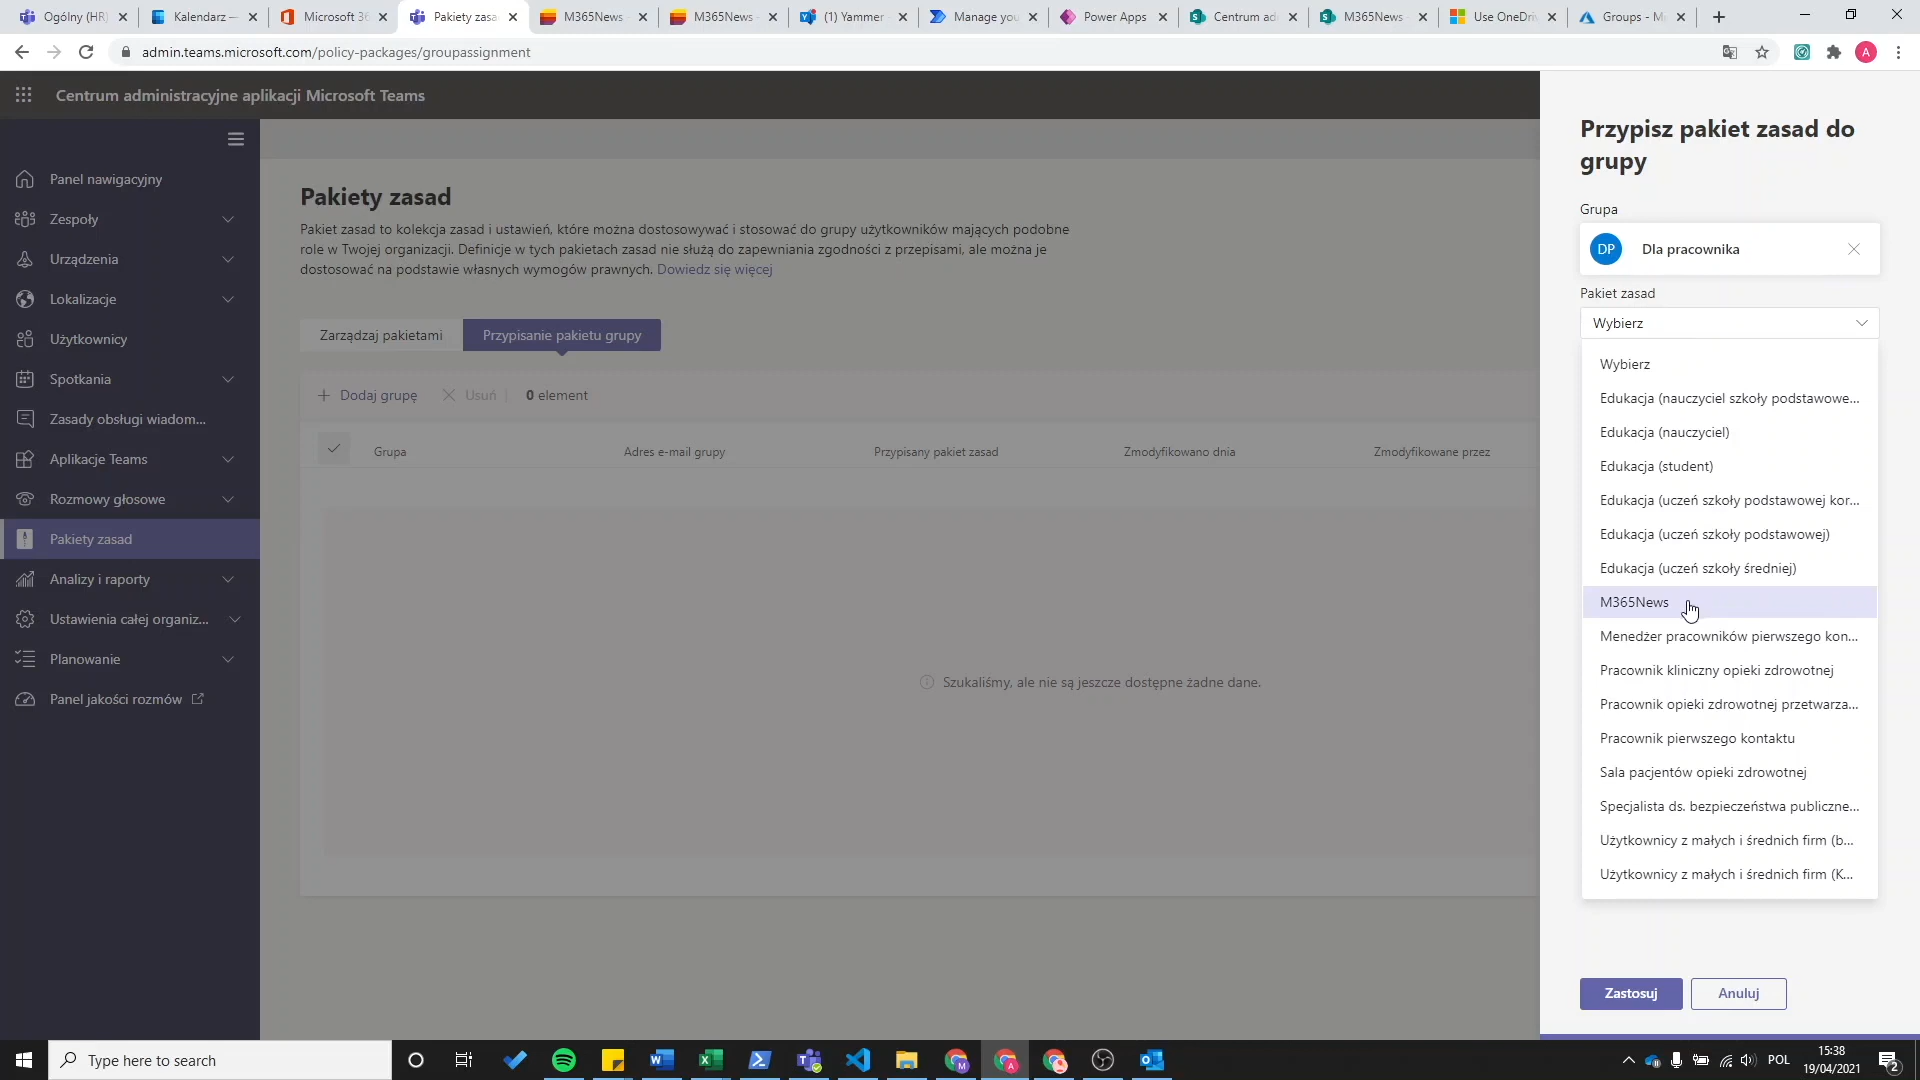 Ogólny (HR)
Kalendarz —
Microsoft 36
Pakiety zasad
M365News -
M365News -
(1) Yammer
Manage you
Power Apps
Centrum ad
M365News
Use OneDri
Groups - M
admin.teams.microsoft.com/policy-packages/groupassignment
A
Centrum administracyjne aplikacji Microsoft Teams
Panel nawigacyjny
Zespoły
Urządzenia
Lokalizacje
Użytkownicy
Spotkania
Zasady obsługi wiadom...
Aplikacje Teams
Rozmowy głosowe
Pakiety zasad
Analizy i raporty
Ustawienia całej organiz...
Planowanie
Panel jakości rozmów
Pakiety zasad
Pakiet zasad to kolekcja zasad i ustawień, które można dostosowywać i stosować do grupy użytkowników mających podobne
role w Twojej organizacji. Definicje w tych pakietach zasad nie służą do zapewniania zgodności z przepisami, ale można je
dostosować na podstawie własnych wymogów prawnych. Dowiedz się więcej
Zarządzaj pakietami
Przypisanie pakietu grupy
Dodaj grupę
Usuń
0 element
Grupa
Adres e-mail grupy
Przypisany pakiet zasad
Zmodyfikowano dnia
Zmodyfikowane przez
Szukaliśmy, ale nie są jeszcze dostępne żadne dane.
Przypisz pakiet zasad do
grupy
Grupa
DP
Dla pracownika
Pakiet zasad
Wybierz
Wybierz
Edukacja (nauczyciel szkoły podstawowe...
Edukacja (nauczyciel)
Edukacja (student)
Edukacja (uczeń szkoły podstawowej kor...
Edukacja (uczeń szkoły podstawowej)
Edukacja (uczeń szkoły średniej)
M365News
Menedżer pracowników pierwszego kon...
Pracownik kliniczny opieki zdrowotnej
Pracownik opieki zdrowotnej przetwarza...
Pracownik pierwszego kontaktu
Sala pacjentów opieki zdrowotnej
Specjalista ds. bezpieczeństwa publiczne...
Użytkownicy z małych i średnich firm (b...
Użytkownicy z małych i średnich firm (K...
Zastosuj
Anuluj
Type here to search
POL
15:38
19/04/2021
2